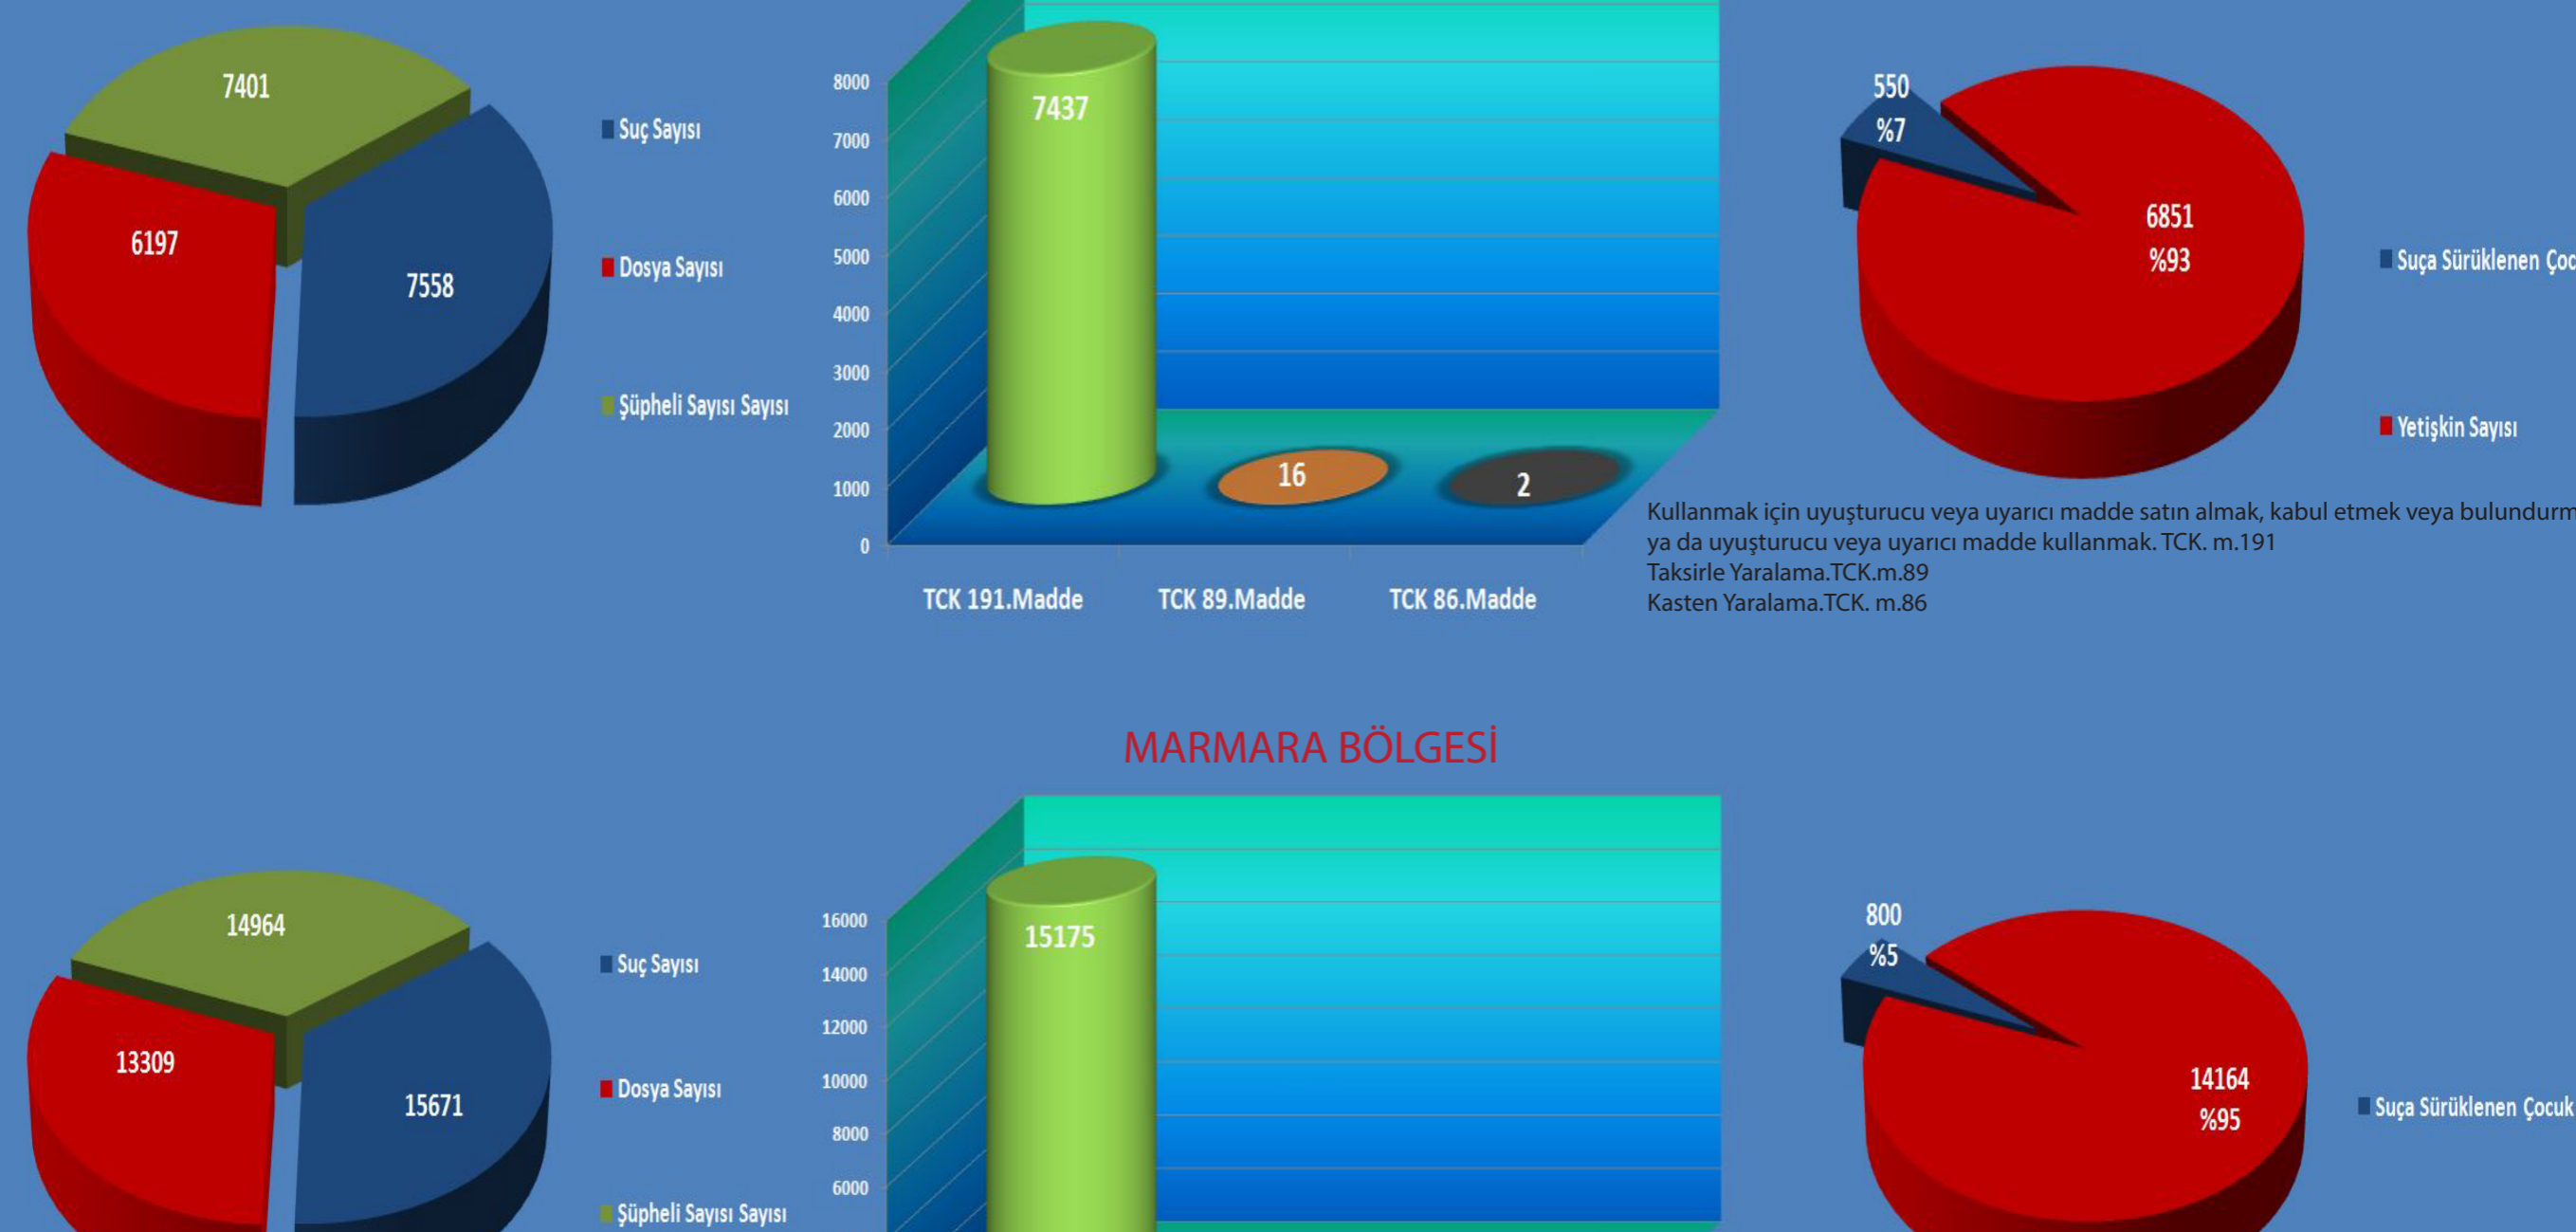 7401
6197
7558
Suç Sayısı
Dosya Sayısı
Şüpheli Sayısı Sayısı
8000
7000
6000
5000
4000
3000
2000
1000
0
7437
16
2
TCK 191.Madde
TCK 89.Madde
TCK 86.Madde
550
%7
6851
%93
Suça Sürüklenen Çoc
Yetişkin Sayısı
Kullanmak için uyuşturucu veya uyarıcı madde satın almak, kabul etmek veya bulundurm
ya da uyuşturucu veya uyarıcı madde kullanmak. TCK. m.191
Taksirle Yaralama.TCK.m.89
Kasten Yaralama.TCK. m.86
MARMARA BÖLGESİ
14964
13309
15671
Suç Sayısı
Dosya Sayısı
Şüpheli Sayısı Sayısı
16000
14000
12000
10000
8000
6000
15175
800
%5
14164
%95
Suça Sürüklenen Çocuk